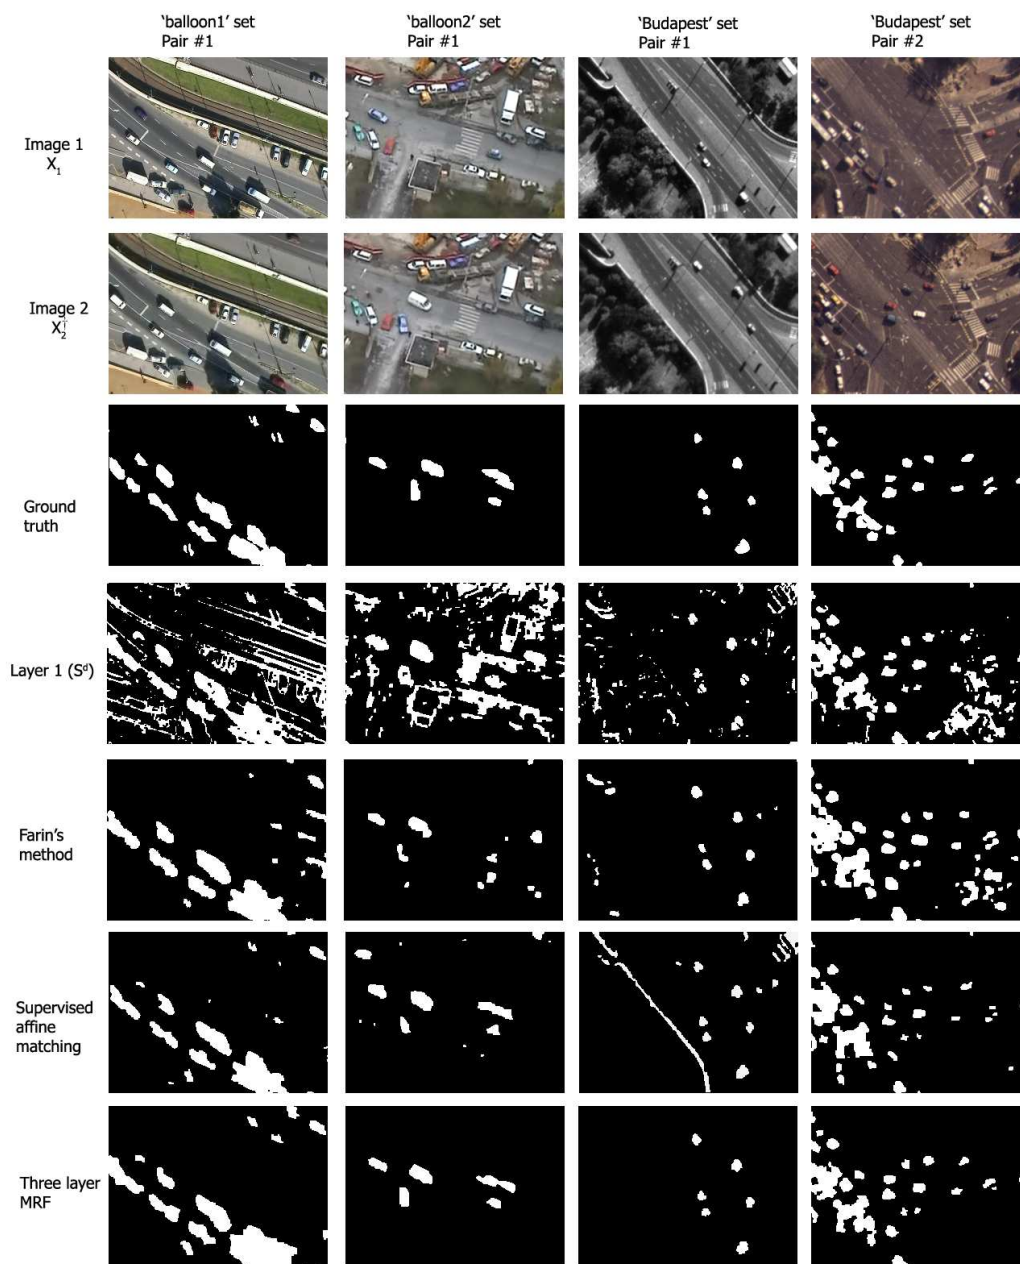 'balloon1' set
Pair #1
'balloon2' set
Pair #1
'Budapest' set
Pair #1
'Budapest' set
Pair #2
Image 1
X₁
Image 2
X₂
Ground
truth
Layer 1 (Sᵈ)
Farin's
method
Supervised
affine
matching
Three layer
MRF